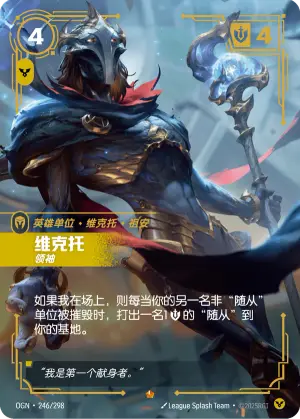 4
4
英雄单位·维克托·祖安
维克托
领袖
如果我在场上，则每当你的另一名非“随从”
单位被摧毁时，打出一名1的“随从”到
你的基地。
“我是第一个献身者。”
OGN • 246/298
League Splash Team
©2025RGI